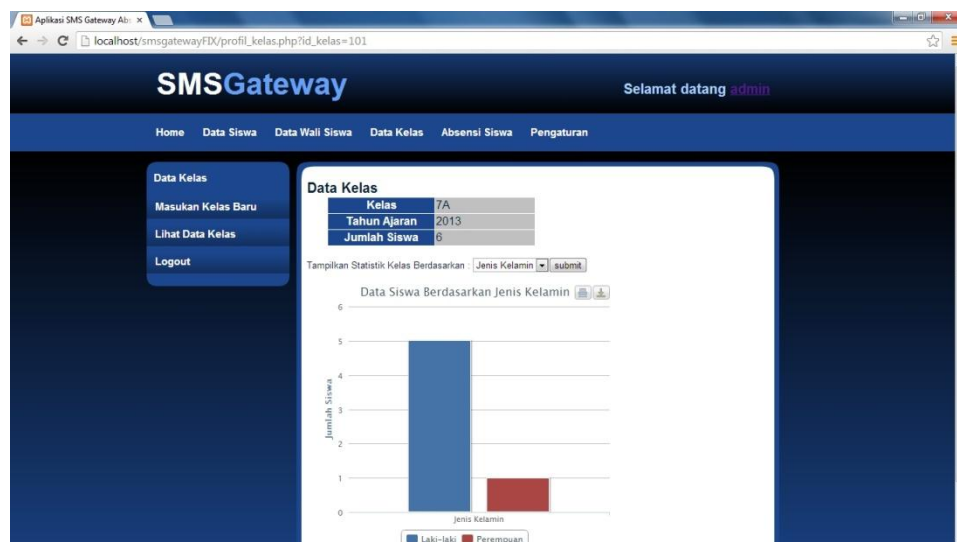 Aplikasi SMS Gateway Abs
localhost/smsgatewayFIX/profil_kelas.php?id_kelas=101
SMSGateway
Selamat datang admin
Home Data Siswa Data Wali Siswa Data Kelas Absensi Siswa Pengaturan
Data Kelas
Masukan Kelas Baru
Lihat Data Kelas
Logout
Data Kelas
Kelas 7A
Tahun Ajaran 2013
Jumlah Siswa 6
Tampilkan Statistik Kelas Berdasarkan : Jenis Kelamin submit
Data Siswa Berdasarkan Jenis Kelamin
6
5
4
3
2
1
0
Jumlah Siswa
Jenis Kelamin
Laki-laki Perempuan